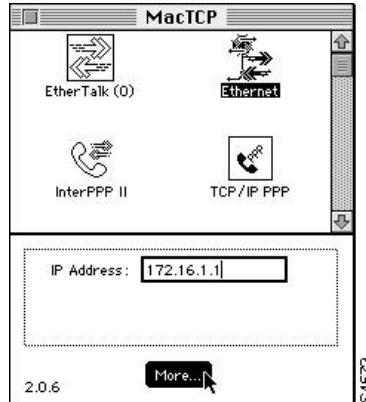 MacTCP
EtherTalk (0)
Ethernet
InterPPP II
TCP/IP PPP
IP Address: 172.16.1.1
More...
2.0.6